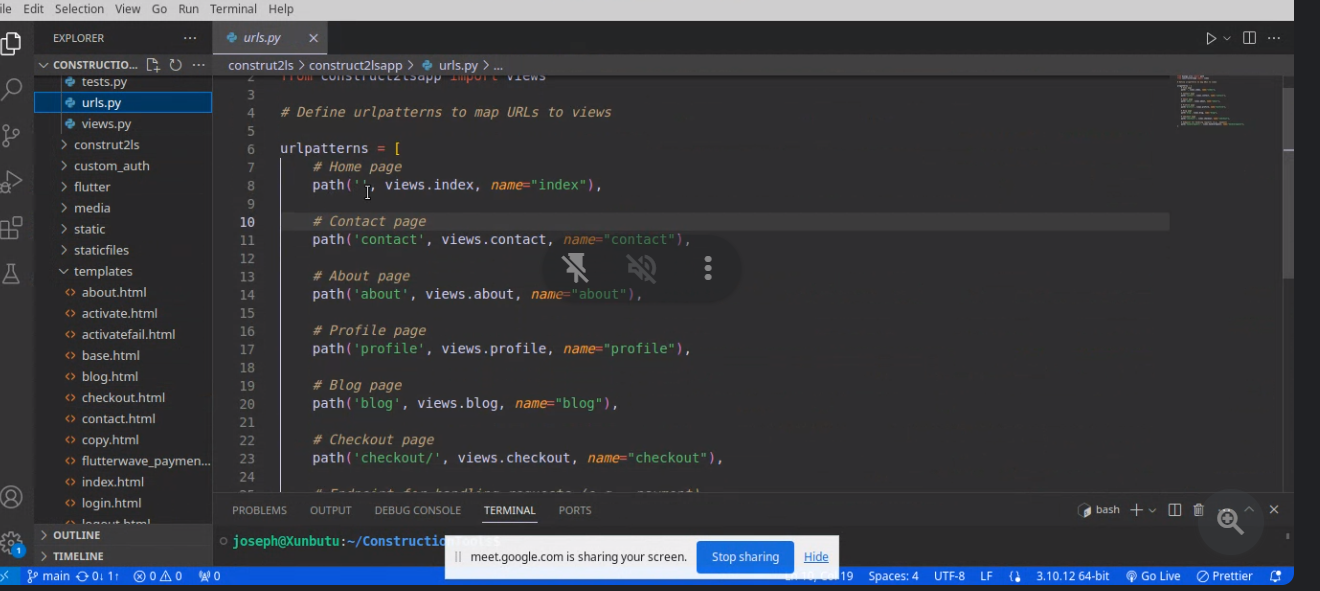 ile Edit Selection View Go Run Terminal Help
EXPLORER ...
urls.py
CONSTRUCTIO... ...
construt2ls > construct2lsapp > urls.py > ...
tests.py
urls.py
views.py
construt2ls
custom_auth
flutter
media
static
staticfiles
templates
about.html
activate.html
activatefail.html
base.html
blog.html
checkout.html
contact.html
copy.html
flutterwave_paymen...
index.html
login.html
logout.html
OUTLINE
TIMELINE
2 from construct2lsapp import views
3
4 # Define urlpatterns to map URLs to views
5
6 urlpatterns = [
7 # Home page
8 path('', views.index, name="index"),
9
10 # Contact page
11 path('contact', views.contact, name="contact"),
12
13 # About page
14 path('about', views.about, name="about"),
15
16 # Profile page
17 path('profile', views.profile, name="profile"),
18
19 # Blog page
20 path('blog', views.blog, name="blog"),
21
22 # Checkout page
23 path('checkout/', views.checkout, name="checkout"),
24
25 # Endpoint for handling requests (e.g., payment)
PROBLEMS OUTPUT DEBUG CONSOLE TERMINAL PORTS
bash
joseph@Xunbutu:~/Constructio
meet.google.com is sharing your screen. Stop sharing Hide
1
main 0↓ 1↑ 0 0 0
19 Spaces: 4 UTF-8 LF 3.10.12 64-bit Go Live Prettier